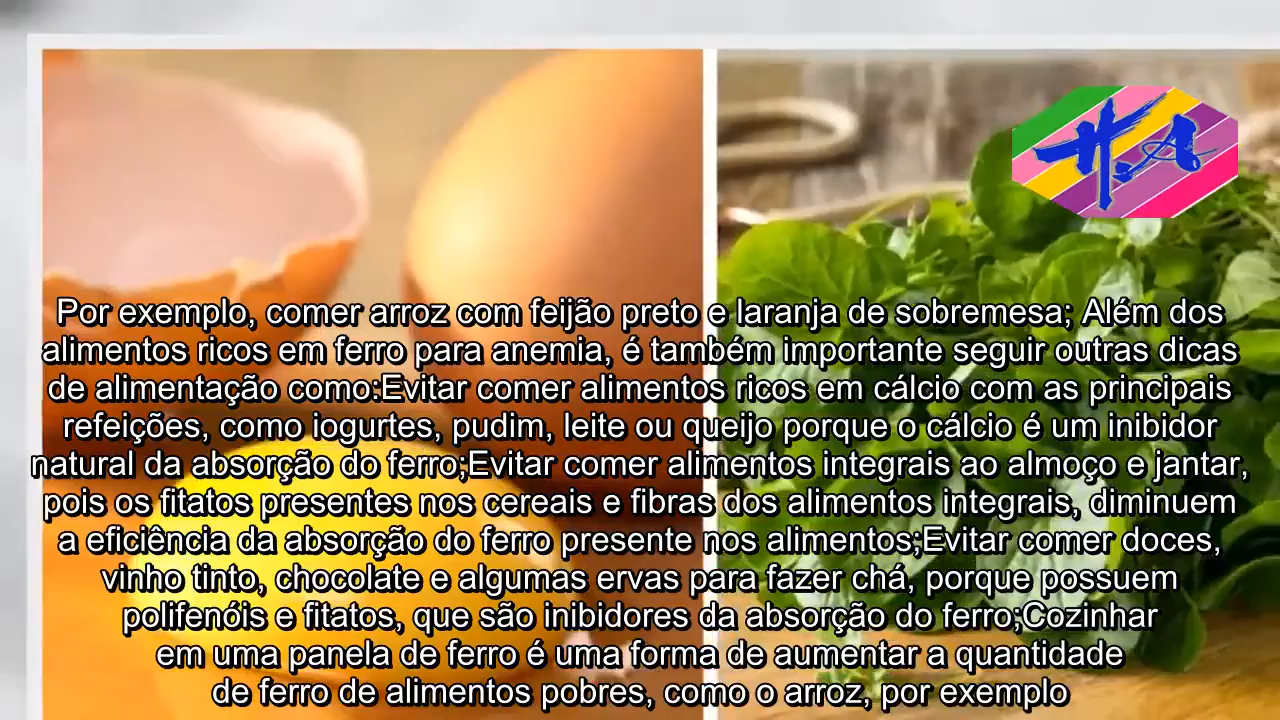 H.A
Por exemplo, comer arroz com feijão preto e laranja de sobremesa; Além dos
alimentos ricos em ferro para anemia, é também importante seguir outras dicas
de alimentação como:Evitar comer alimentos ricos em cálcio com as principais
refeições, como iogurtes, pudim, leite ou queijo porque o cálcio é um inibidor
natural da absorção do ferro;Evitar comer alimentos integrais ao almoço e jantar,
pois os fitatos presentes nos cereais e fibras dos alimentos integrais, diminuem
a eficiência da absorção do ferro presente nos alimentos;Evitar comer doces,
vinho tinto, chocolate e algumas ervas para fazer chá, porque possuem
polifenóis e fitatos, que são inibidores da absorção do ferro;Cozinhar
em uma panela de ferro é uma forma de aumentar a quantidade
de ferro de alimentos pobres, como o arroz, por exemplo